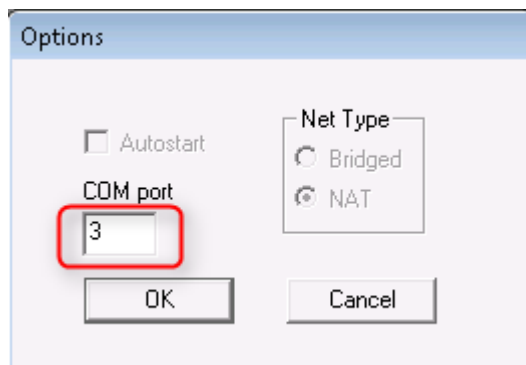 Options
Autostart
COM port
3
Net Type
Bridged
NAT
OK
Cancel